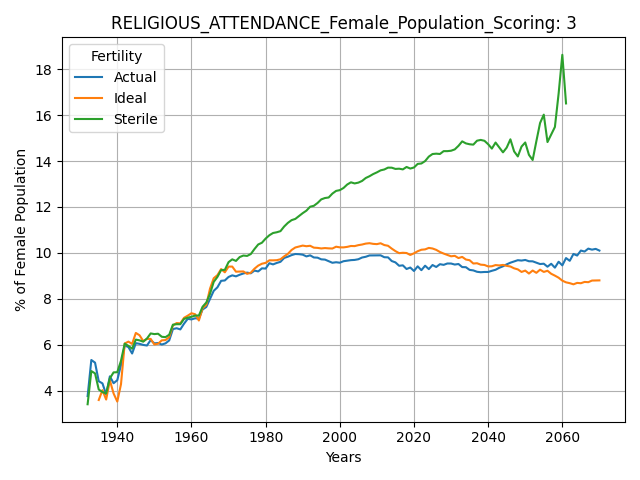 RELIGIOUS_ATTENDANCE_Female_Population_Scoring: 3
Fertility
Actual
Ideal
Sterile
% of Female Population
18
16
14
12
10
8
6
4
1940 1960 1980 2000 2020 2040 2060
Years